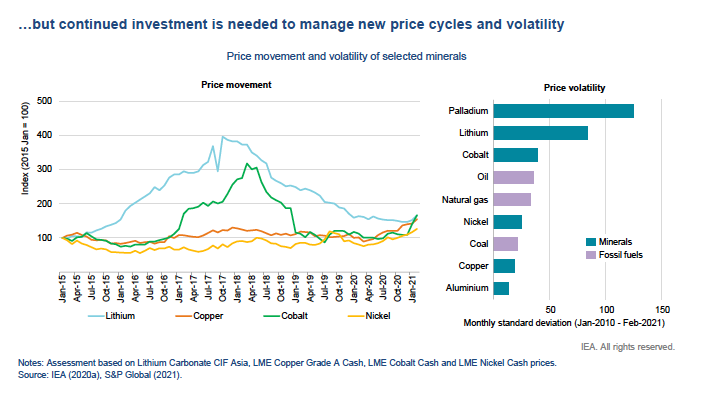 …but continued investment is needed to manage new price cycles and volatility
Price movement and volatility of selected minerals
Price movement
Index (2015 Jan = 100)
500
400
300
200
100
Jan-15
Apr-15
Jul-15
Oct-15
Jan-16
Apr-16
Jul-16
Oct-16
Jan-17
Apr-17
Jul-17
Oct-17
Jan-18
Apr-18
Jul-18
Oct-18
Jan-19
Apr-19
Jul-19
Oct-19
Jan-20
Apr-20
Jul-20
Oct-20
Jan-21
Lithium
Copper
Cobalt
Nickel
Price volatility
Palladium
Lithium
Cobalt
Oil
Natural gas
Nickel
Coal
Copper
Aluminium
Minerals
Fossil fuels
50
100
150
Monthly standard deviation (Jan-2010 - Feb-2021)
IEA. All rights reserved.
Notes: Assessment based on Lithium Carbonate CIF Asia, LME Copper Grade A Cash, LME Cobalt Cash and LME Nickel Cash prices.
Source: IEA (2020a), S&P Global (2021).